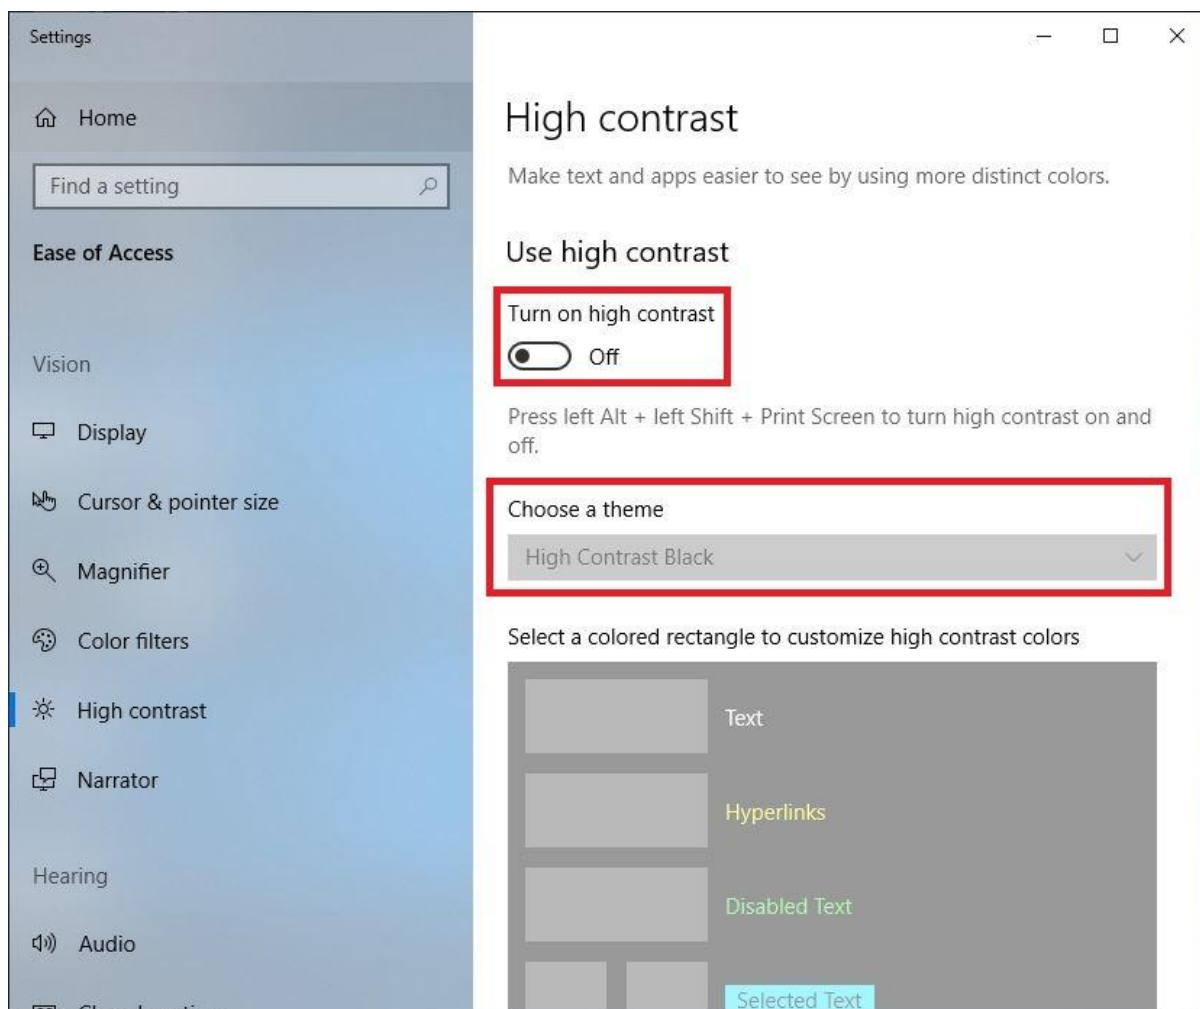 Settings
Home
Find a setting
Ease of Access
Vision
Display
Cursor & pointer size
Magnifier
Color filters
High contrast
Narrator
Hearing
Audio
High contrast
Make text and apps easier to see by using more distinct colors.
Use high contrast
Turn on high contrast
Off
Press left Alt + left Shift + Print Screen to turn high contrast on and
off.
Choose a theme
High Contrast Black
Select a colored rectangle to customize high contrast colors
Text
Hyperlinks
Disabled Text
Selected Text